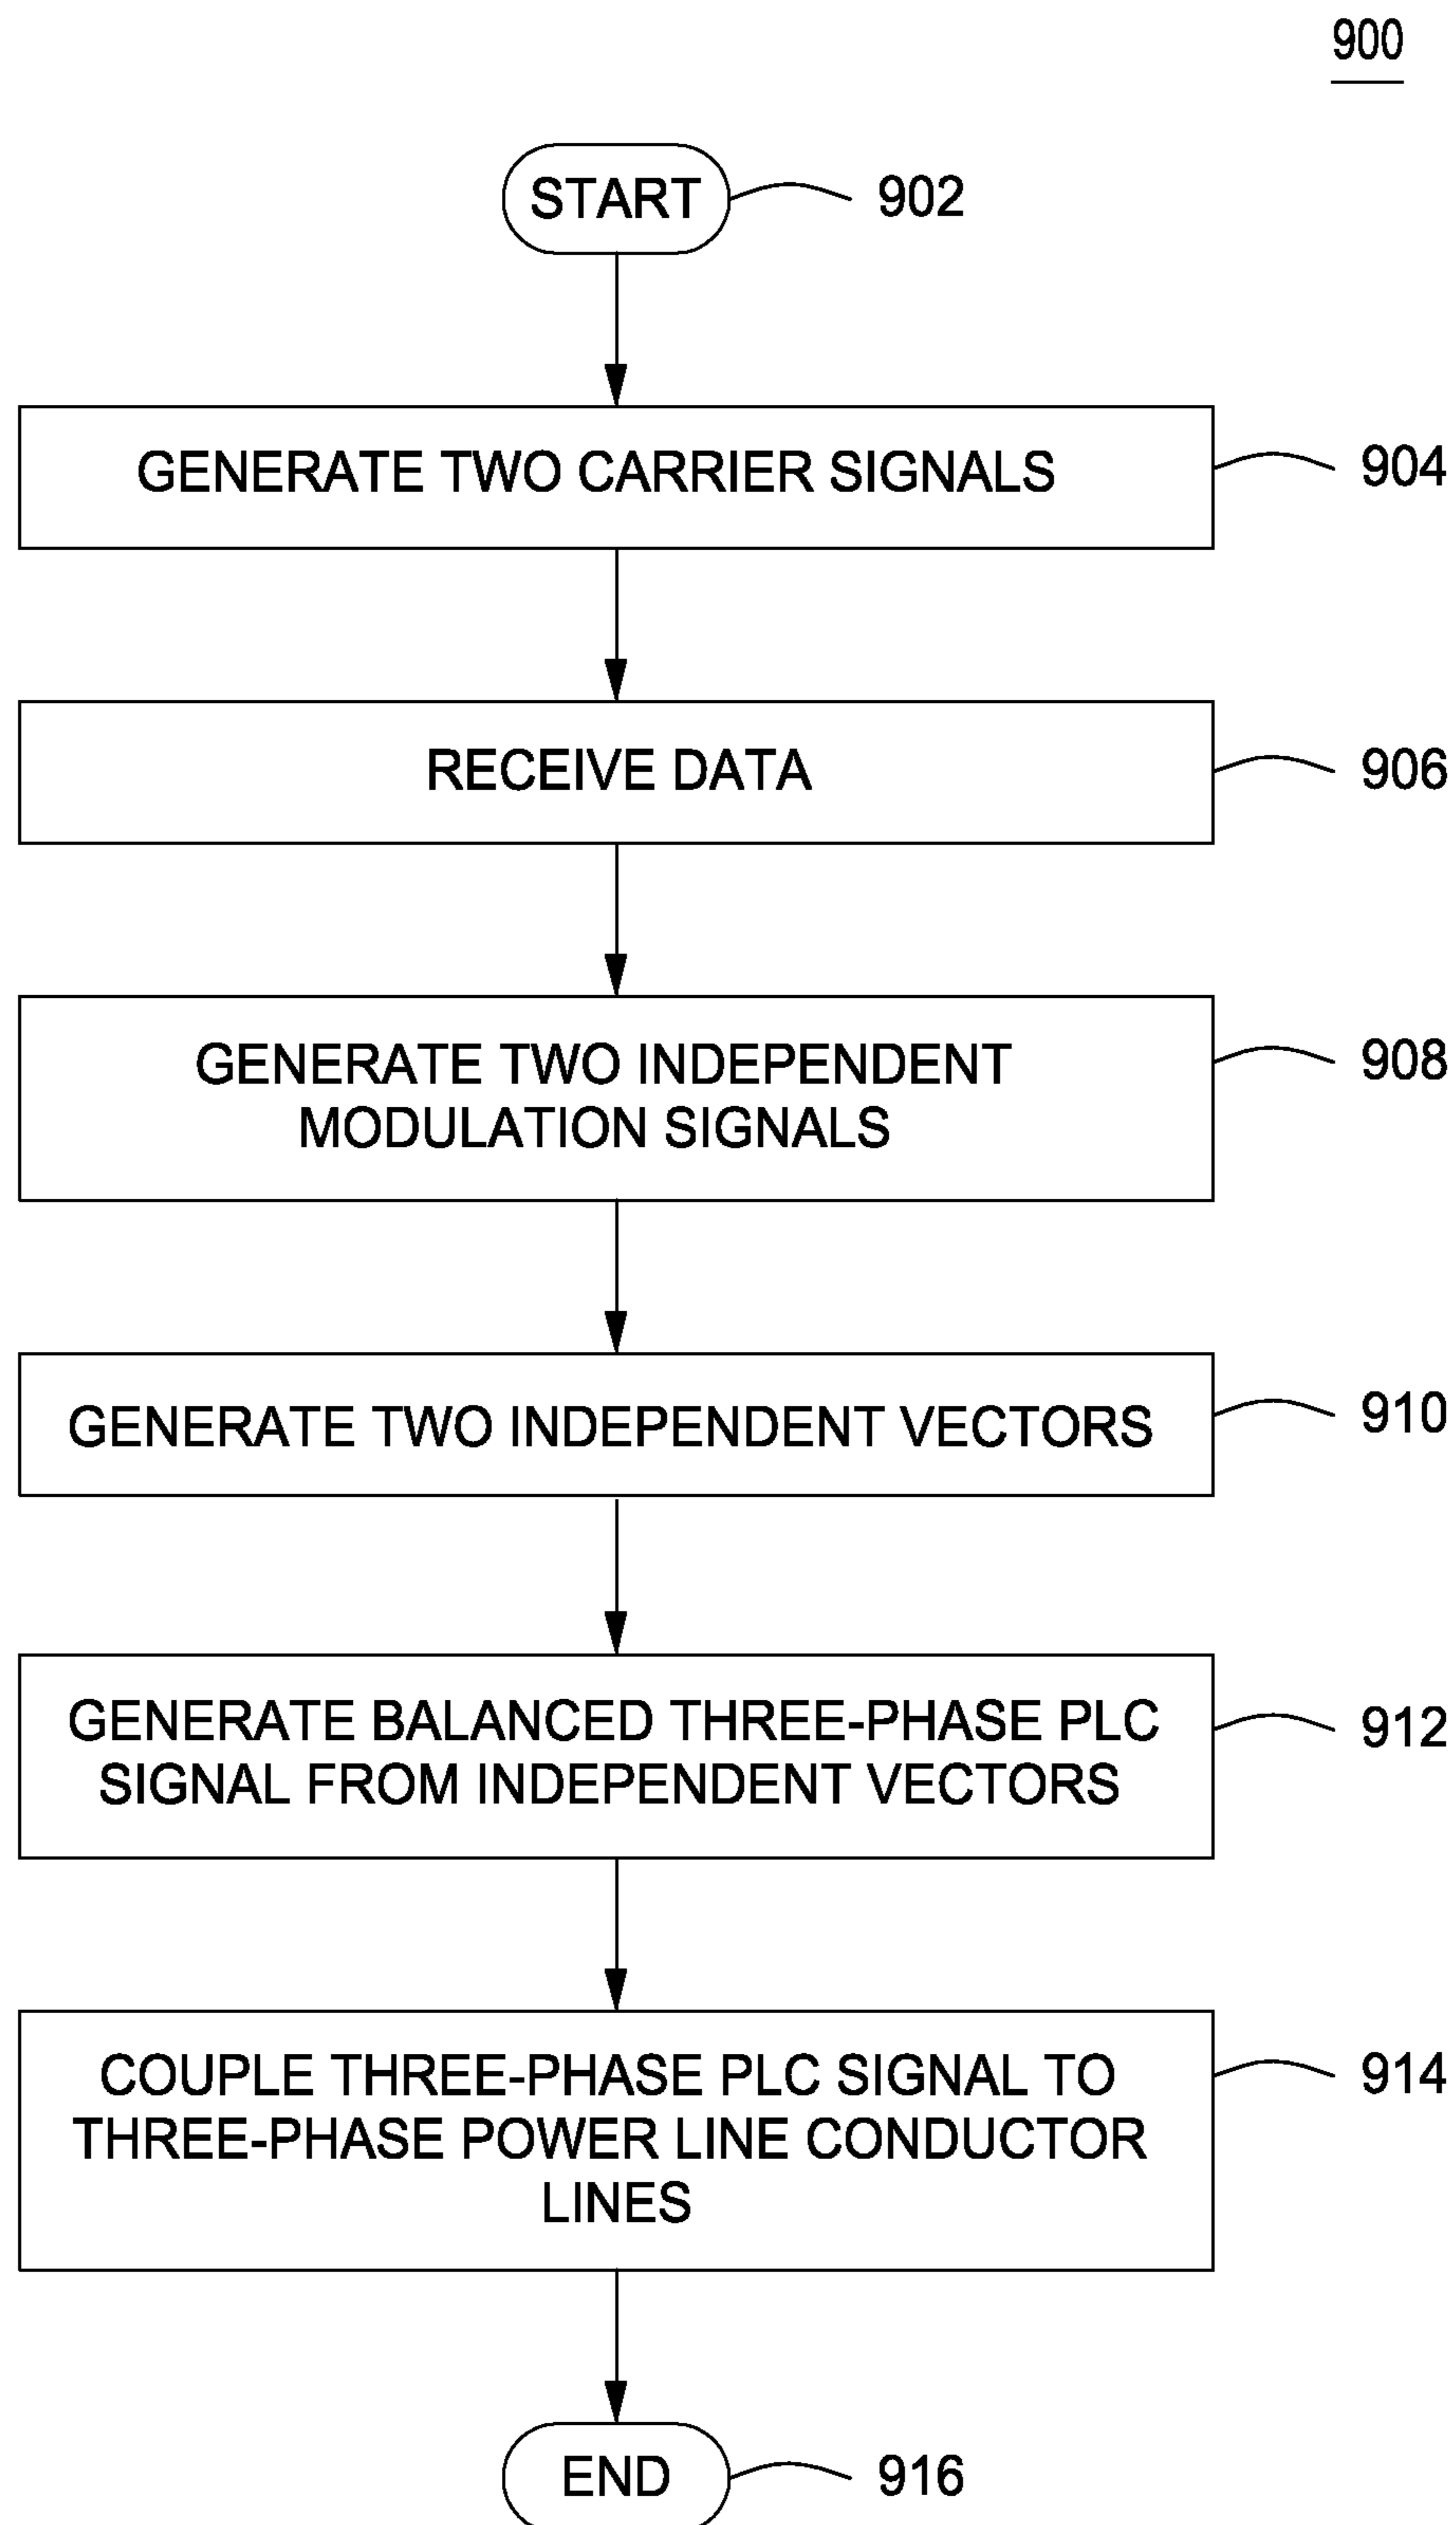 900
START
902
GENERATE TWO CARRIER SIGNALS
904
RECEIVE DATA
906
GENERATE TWO INDEPENDENT
MODULATION SIGNALS
908
GENERATE TWO INDEPENDENT VECTORS
910
GENERATE BALANCED THREE-PHASE PLC
SIGNAL FROM INDEPENDENT VECTORS
912
COUPLE THREE-PHASE PLC SIGNAL TO
THREE-PHASE POWER LINE CONDUCTOR
LINES
914
END
916